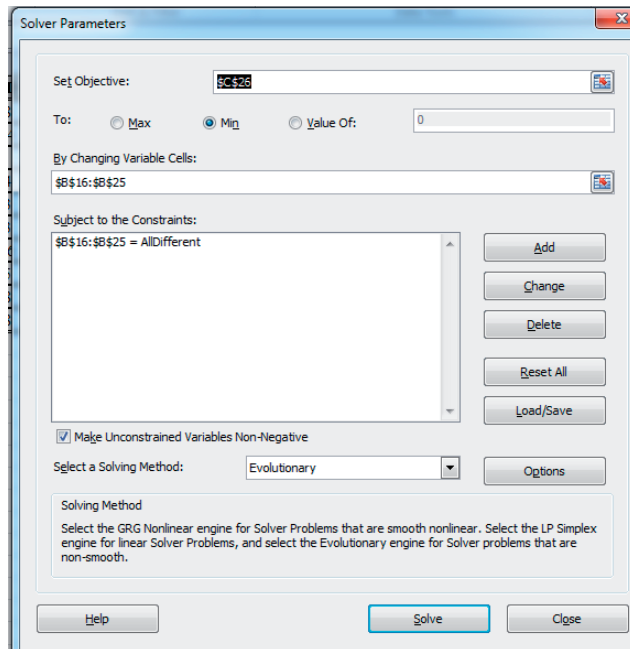 Solver Parameters
Set Objective: $C$26
To: Max Min Value Of: 0
By Changing Variable Cells:
$B$16:$B$25
Subject to the Constraints:
$B$16:$B$25 = AllDifferent
Add
Change
Delete
Reset All
Load/Save
Make Unconstrained Variables Non-Negative
Select a Solving Method: Evolutionary Options
Solving Method
Select the GRG Nonlinear engine for Solver Problems that are smooth nonlinear. Select the LP Simplex
engine for linear Solver Problems, and select the Evolutionary engine for Solver problems that are
non-smooth.
Help Solve Close